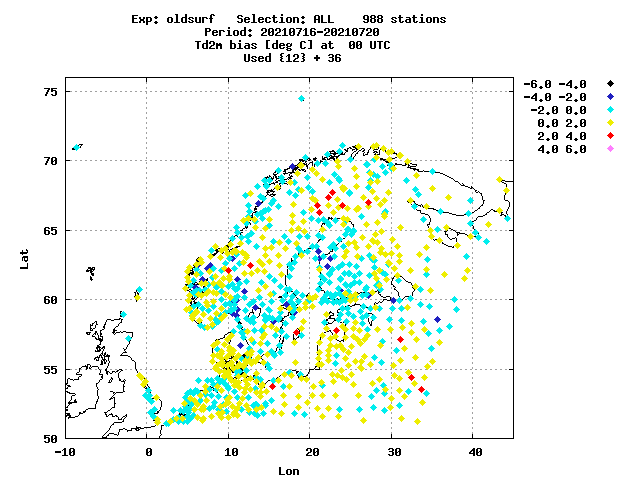 Exp: oldsurf   Selection: ALL    988 stations
Period: 20210716-20210720
Td2m bias [deg C] at  00 UTC
Used {12} + 36
-6.0 -4.0
-4.0 -2.0
-2.0 0.0
0.0 2.0
2.0 4.0
4.0 6.0
75
70
65
60
55
50
Lat
-10 0 10 20 30 40
Lon